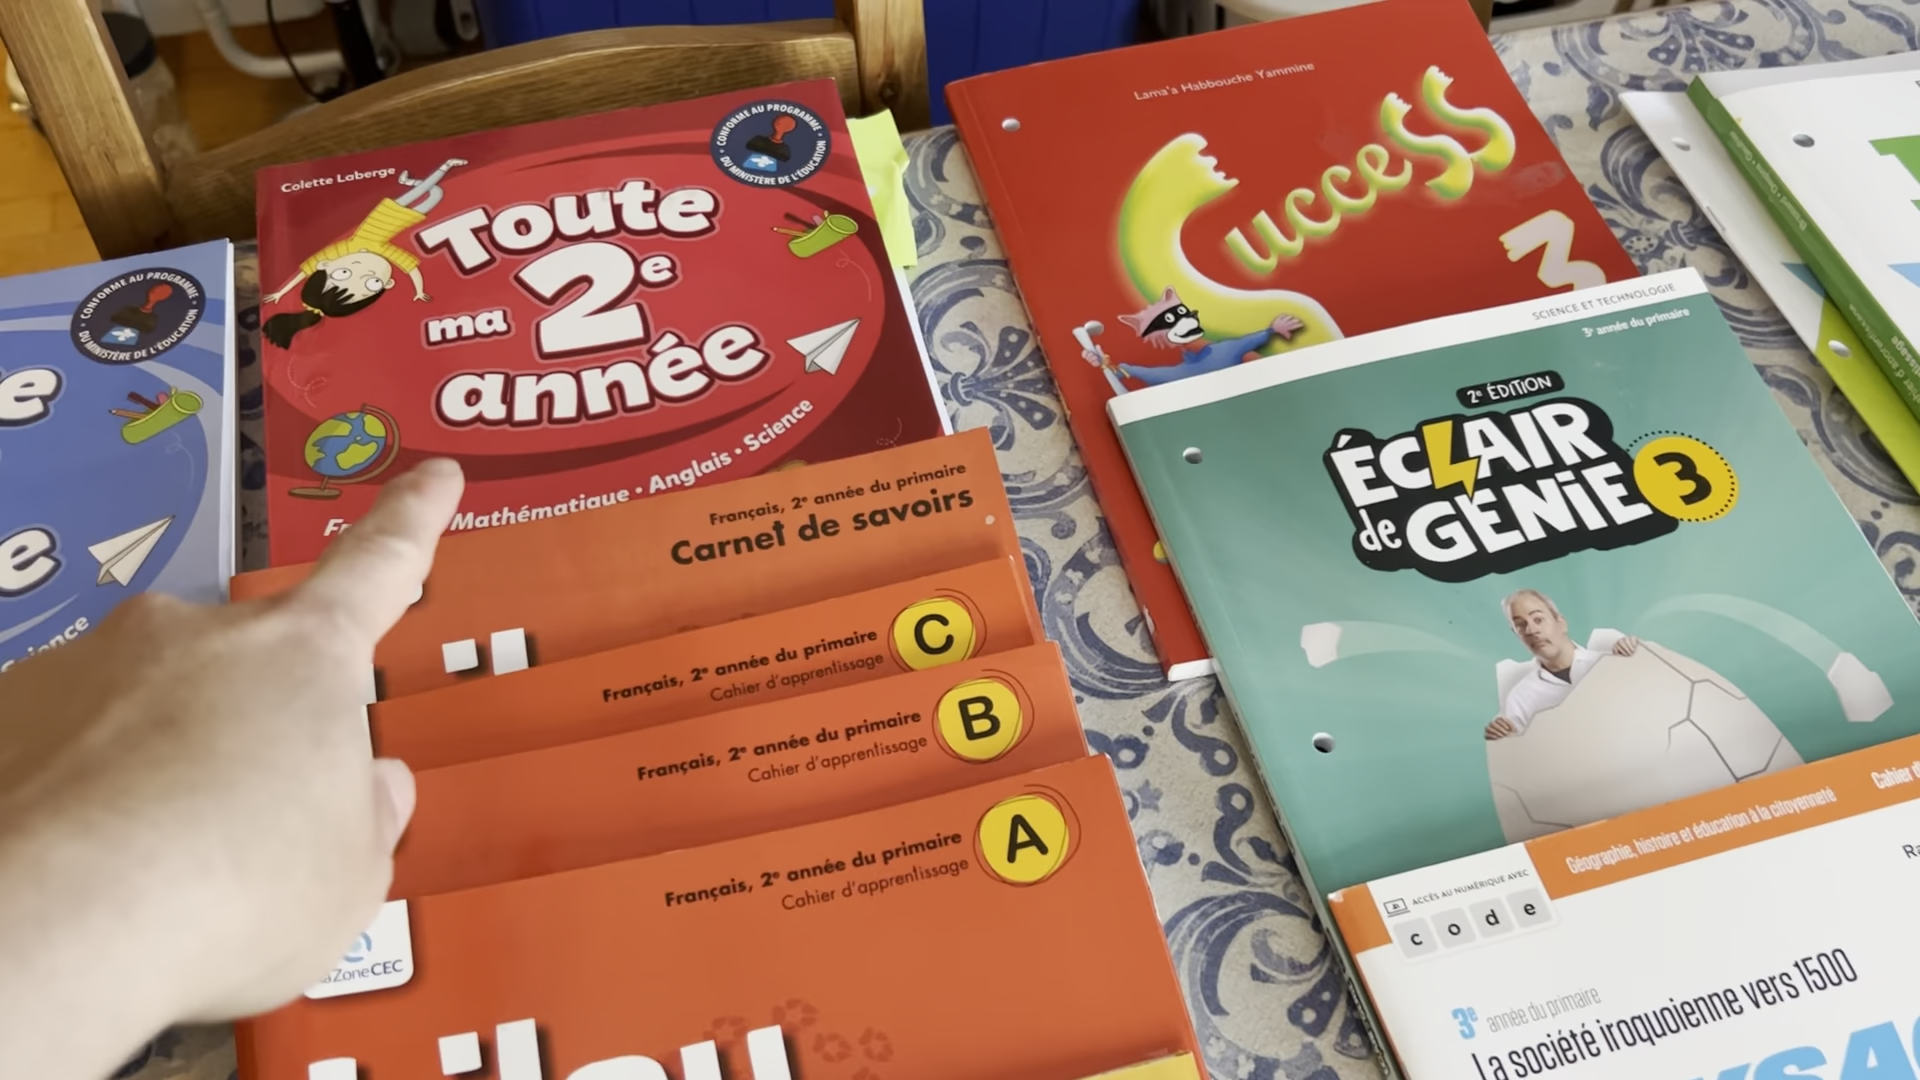 CONFORME AU PROGRAMME
DU MINISTÈRE DE L'ÉDUCATION
e
e
Science
Colette Laberge
CONFORME AU PROGRAMME
DU MINISTÈRE DE L'ÉDUCATION
Toute
ma 2e
année
Mathématique • Anglais • Science
Français, 2e année du primaire
Carnet de savoirs
C
Français, 2e année du primaire
Cahier d'apprentissage
B
Français, 2e année du primaire
Cahier d'apprentissage
A
Français, 2e année du primaire
Cahier d'apprentissage
ZoneCEC
Lama'a Habbouche Yammine
Success
3
SCIENCE ET TECHNOLOGIE
3e année du primaire
2e ÉDITION
ÉCLAIR
de GÉNiE 3
Géographie, histoire et éducation à la citoyenneté
Cahier d'
ACCÈS AU NUMÉRIQUE AVEC
code
3e année du primaire
La société iroquoienne vers 1500